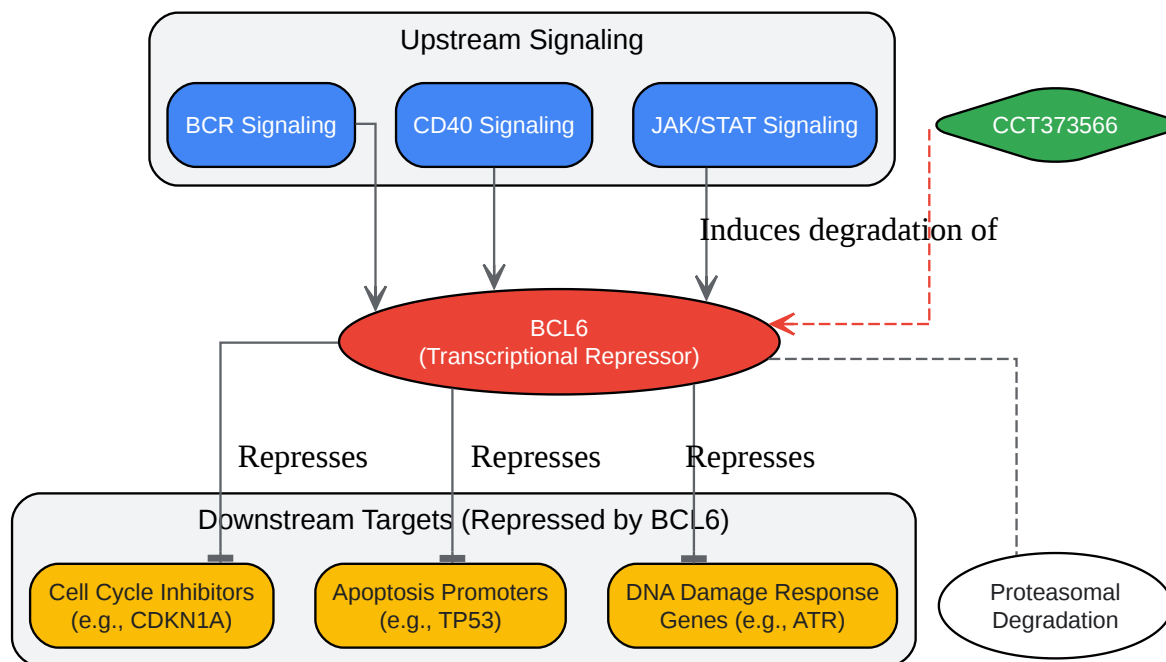 Upstream Signaling
BCR Signaling
CD40 Signaling
JAK/STAT Signaling
CCT373566
Induces degradation of
BCL6
(Transcriptional Repressor)
Represses
Represses
Represses
Downstream Targets (Repressed by BCL6)
Cell Cycle Inhibitors
(e.g., CDKN1A)
Apoptosis Promoters
(e.g., TP53)
DNA Damage Response
Genes (e.g., ATR)
Proteasomal
Degradation